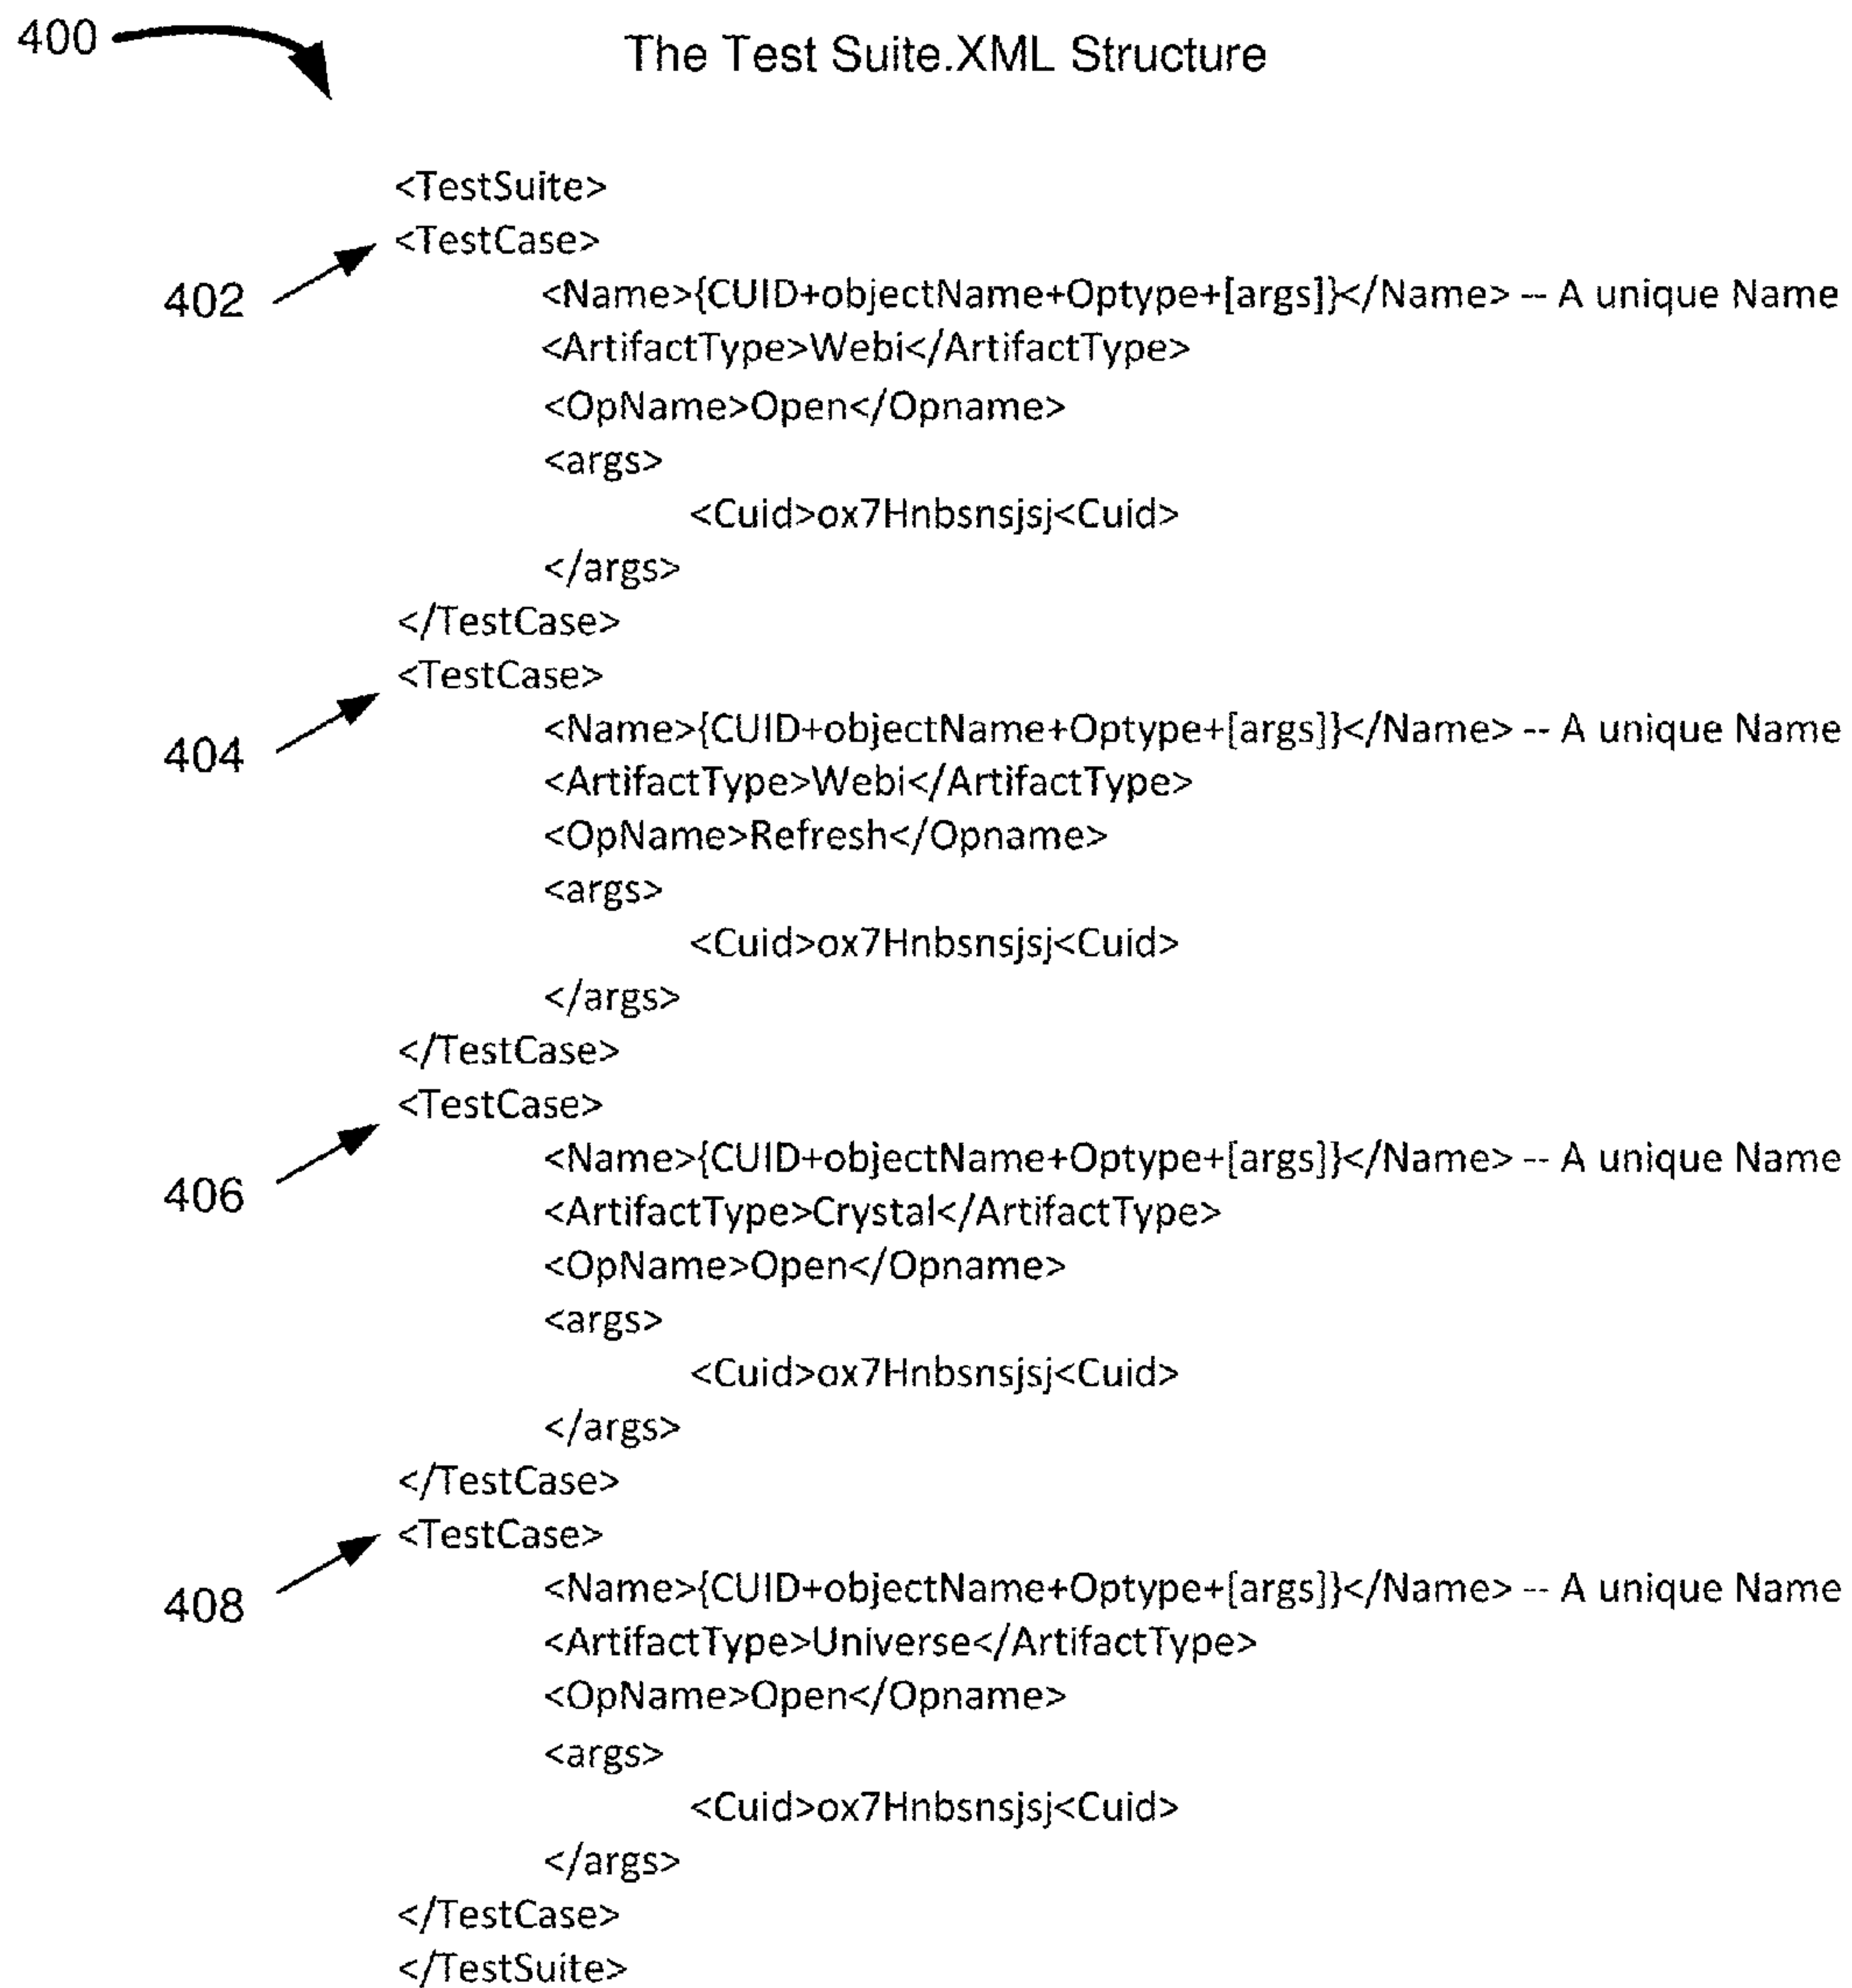 400
The Test Suite.XML Structure
<TestSuite>
<TestCase>
402
<Name>{CUID+objectName+Optype+[args]}</Name> -- A unique Name
<ArtifactType>Webi</ArtifactType>
<OpName>Open</Opname>
<args>
<Cuid>ox7Hnbsnsjsj<Cuid>
</args>
</TestCase>
<TestCase>
404
<Name>{CUID+objectName+Optype+[args]}</Name> -- A unique Name
<ArtifactType>Webi</ArtifactType>
<OpName>Refresh</Opname>
<args>
<Cuid>ox7Hnbsnsjsj<Cuid>
</args>
</TestCase>
<TestCase>
406
<Name>{CUID+objectName+Optype+[args]}</Name> -- A unique Name
<ArtifactType>Crystal</ArtifactType>
<OpName>Open</Opname>
<args>
<Cuid>ox7Hnbsnsjsj<Cuid>
</args>
</TestCase>
<TestCase>
408
<Name>{CUID+objectName+Optype+[args]}</Name> -- A unique Name
<ArtifactType>Universe</ArtifactType>
<OpName>Open</Opname>
<args>
<Cuid>ox7Hnbsnsjsj<Cuid>
</args>
</TestCase>
</TestSuite>